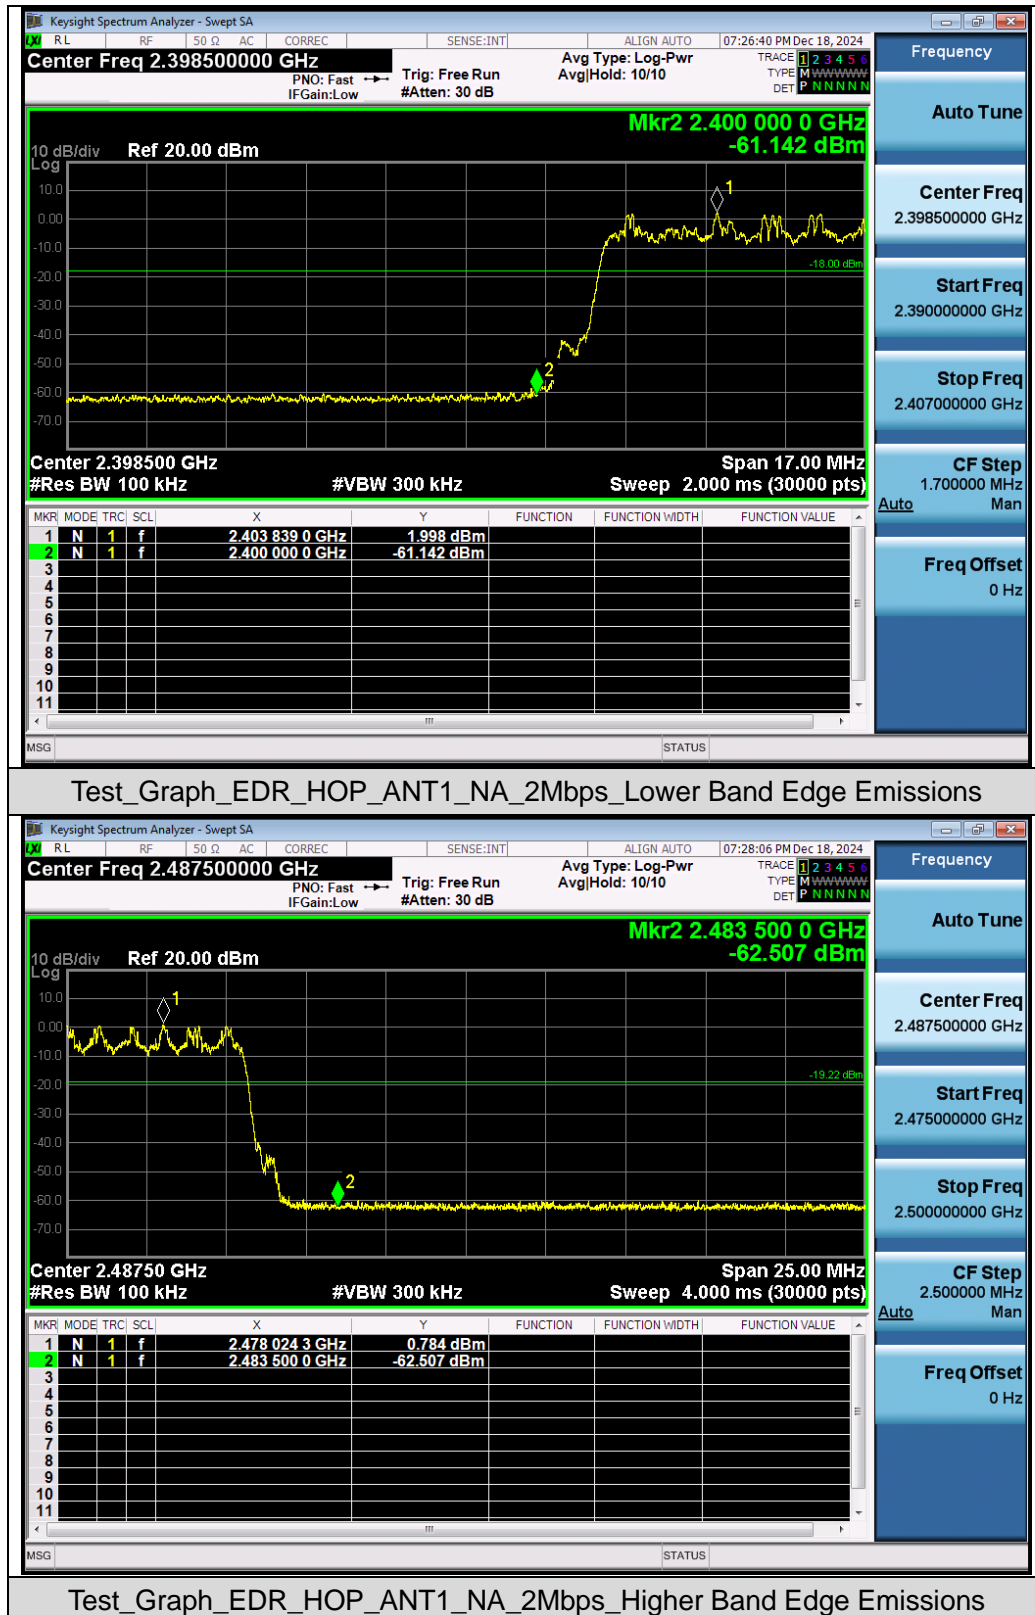 Keysight Spectrum Analyzer - Swept SA
LXI RL RF 50 Ω AC CORREC SENSE:INT ALIGN AUTO 07:26:40 PM Dec 18, 2024
Center Freq 2.398500000 GHz
PNO: Fast
IFGain:Low
Trig: Free Run
#Atten: 30 dB
Avg Type: Log-Pwr
Avg|Hold: 10/10
TRACE 1 2 3 4 5 6
TYPE M WWWWW
DET P N N N N N
Mkr2 2.400 000 0 GHz
-61.142 dBm
10 dB/div Ref 20.00 dBm
Log
10.0
0.00
-10.0
-20.0
-30.0
-40.0
-50.0
-60.0
-70.0
1
-18.00 dBm
2
Center 2.398500 GHz Span 17.00 MHz
#Res BW 100 kHz #VBW 300 kHz Sweep 2.000 ms (30000 pts)
MKR MODE TRC SCL X Y FUNCTION FUNCTION WIDTH FUNCTION VALUE
1 N 1 f 2.403 839 0 GHz 1.998 dBm
2 N 1 f 2.400 000 0 GHz -61.142 dBm
3
4
5
6
7
8
9
10
11
MSG STATUS
Frequency
Auto Tune
Center Freq
2.398500000 GHz
Start Freq
2.390000000 GHz
Stop Freq
2.407000000 GHz
CF Step
1.700000 MHz
Auto Man
Freq Offset
0 Hz
Test_Graph_EDR_HOP_ANT1_NA_2Mbps_Lower Band Edge Emissions
Keysight Spectrum Analyzer - Swept SA
LXI RL RF 50 Ω AC CORREC SENSE:INT ALIGN AUTO 07:28:06 PM Dec 18, 2024
Center Freq 2.487500000 GHz
PNO: Fast
IFGain:Low
Trig: Free Run
#Atten: 30 dB
Avg Type: Log-Pwr
Avg|Hold: 10/10
TRACE 1 2 3 4 5 6
TYPE M WWWWW
DET P N N N N N
Mkr2 2.483 500 0 GHz
-62.507 dBm
10 dB/div Ref 20.00 dBm
Log
10.0
0.00
-10.0
-20.0
-30.0
-40.0
-50.0
-60.0
-70.0
1
-19.22 dBm
2
Center 2.48750 GHz Span 25.00 MHz
#Res BW 100 kHz #VBW 300 kHz Sweep 4.000 ms (30000 pts)
MKR MODE TRC SCL X Y FUNCTION FUNCTION WIDTH FUNCTION VALUE
1 N 1 f 2.478 024 3 GHz 0.784 dBm
2 N 1 f 2.483 500 0 GHz -62.507 dBm
3
4
5
6
7
8
9
10
11
MSG STATUS
Frequency
Auto Tune
Center Freq
2.487500000 GHz
Start Freq
2.475000000 GHz
Stop Freq
2.500000000 GHz
CF Step
2.500000 MHz
Auto Man
Freq Offset
0 Hz
Test_Graph_EDR_HOP_ANT1_NA_2Mbps_Higher Band Edge Emissions